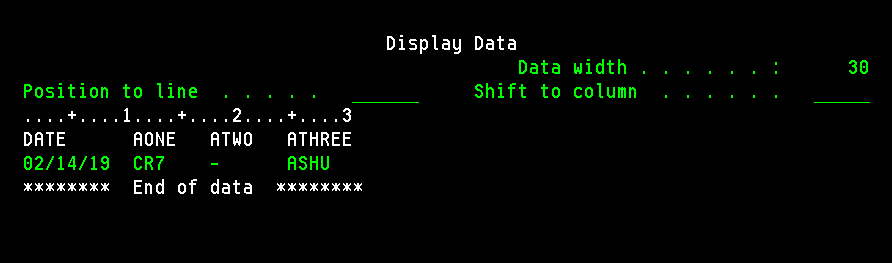 Display Data
Data width . . . . . . : 30
Position to line . . . . . ______ Shift to column . . . . . . _____
....+....1....+....2....+....3
DATE AONE ATWO ATHREE
02/14/19 CR7 - ASHU
******** End of data ********